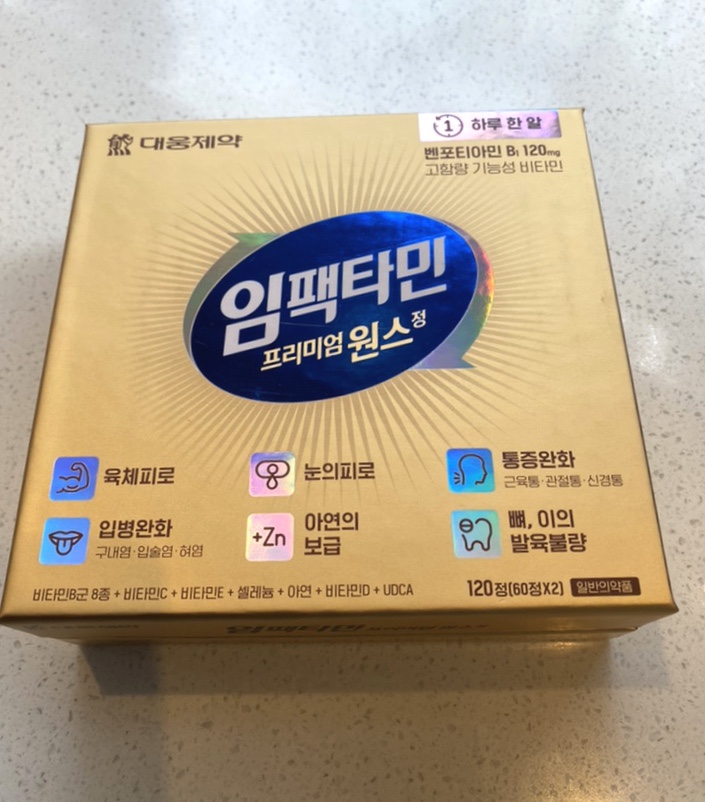 대웅제약
1 하루 한 알
벤포티아민 B₁ 120mg
고함량 기능성 비타민
임팩타민
프리미엄 원스정
육체피로
눈의피로
통증완화
근육통·관절통·신경통
입병완화
구내염·입술염·혀염
+Zn
아연의
보급
뼈, 이의
발육불량
비타민B군 8종 + 비타민C + 비타민E + 셀레늄 + 아연 + 비타민D + UDCA
120정(60정X2) 일반의약품
임팩타민